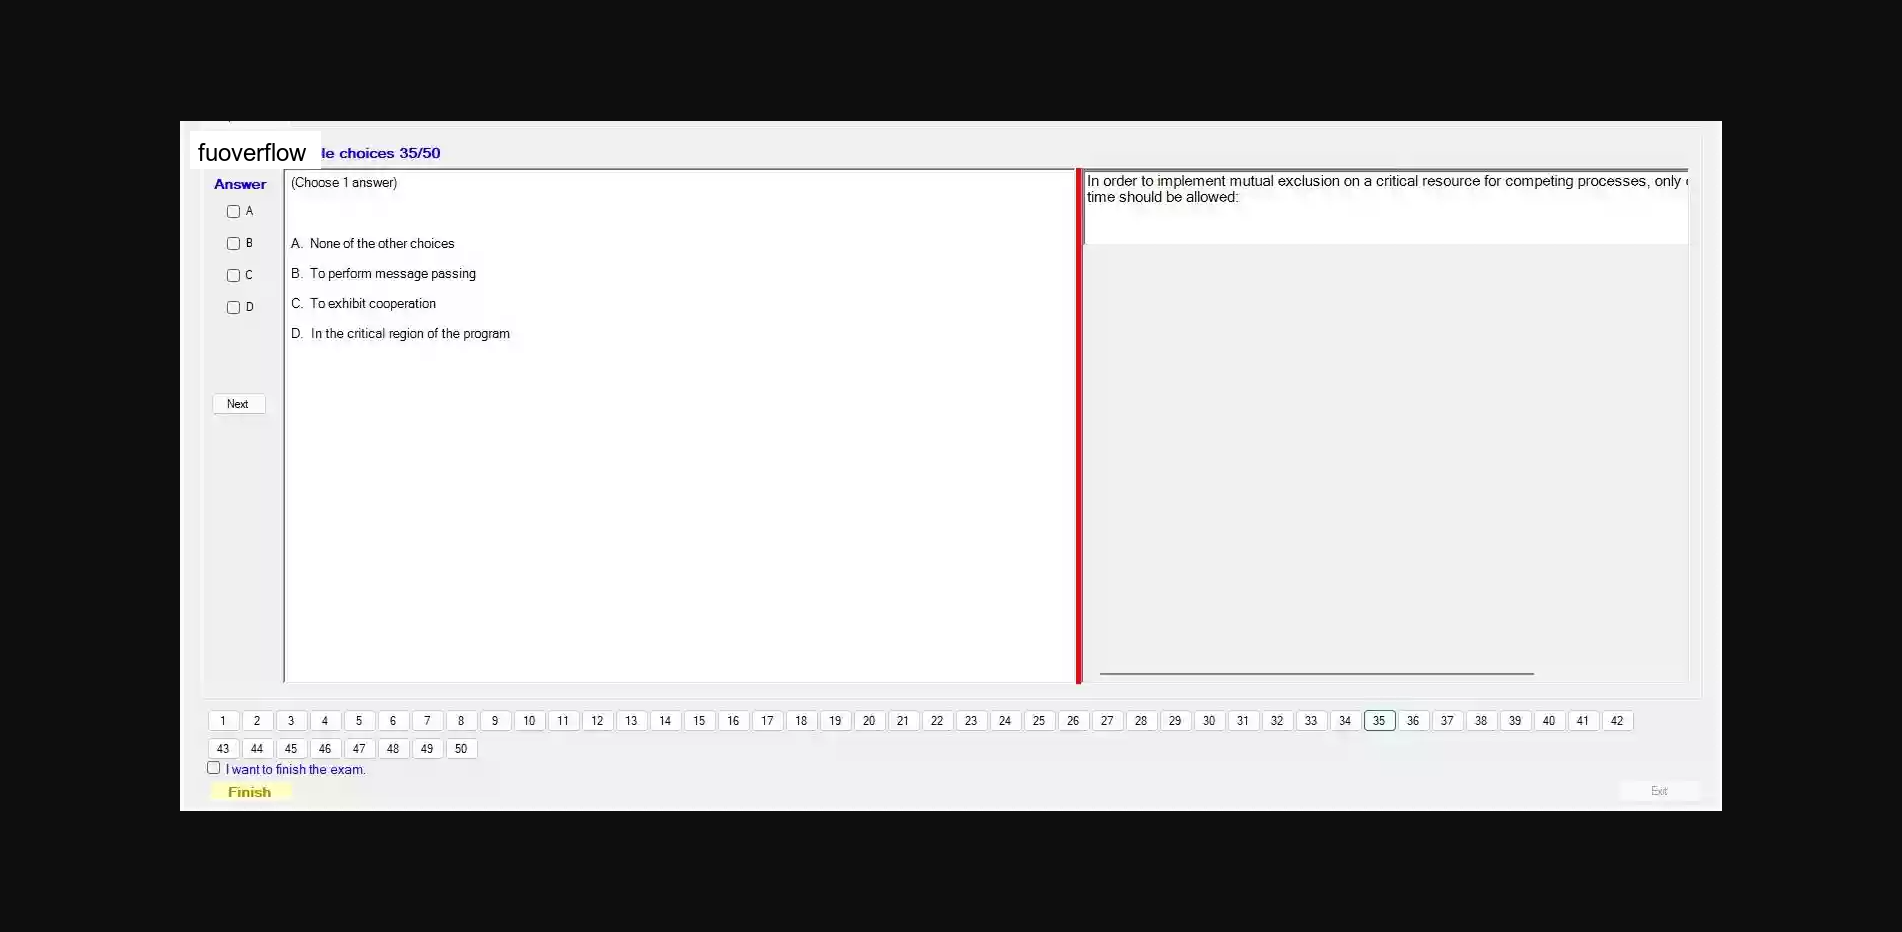 fuoverflow
le choices 35/50
Answer
(Choose 1 answer)
A
B
C
D
A. None of the other choices
B. To perform message passing
C. To exhibit cooperation
D. In the critical region of the program
Next
In order to implement mutual exclusion on a critical resource for competing processes, only
time should be allowed:
1 2 3 4 5 6 7 8 9 10 11 12 13 14 15 16 17 18 19 20 21 22 23 24 25 26 27 28 29 30 31 32 33 34 35 36 37 38 39 40 41 42
43 44 45 46 47 48 49 50
I want to finish the exam.
Finish
Exit